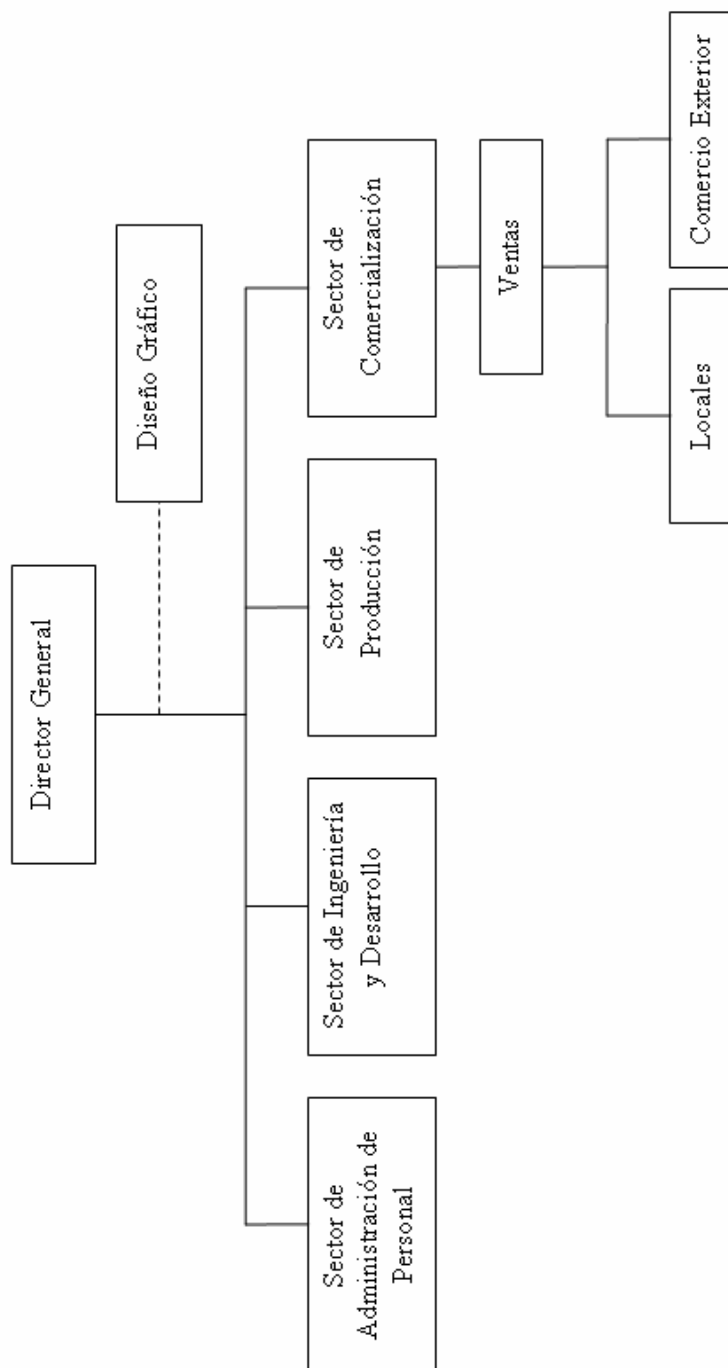 Director General
Diseño Gráfico
Sector de
Administración de
Personal
Sector de Ingeniería
y Desarrollo
Sector de
Producción
Sector de
Comercialización
Ventas
Locales
Comercio Exterior